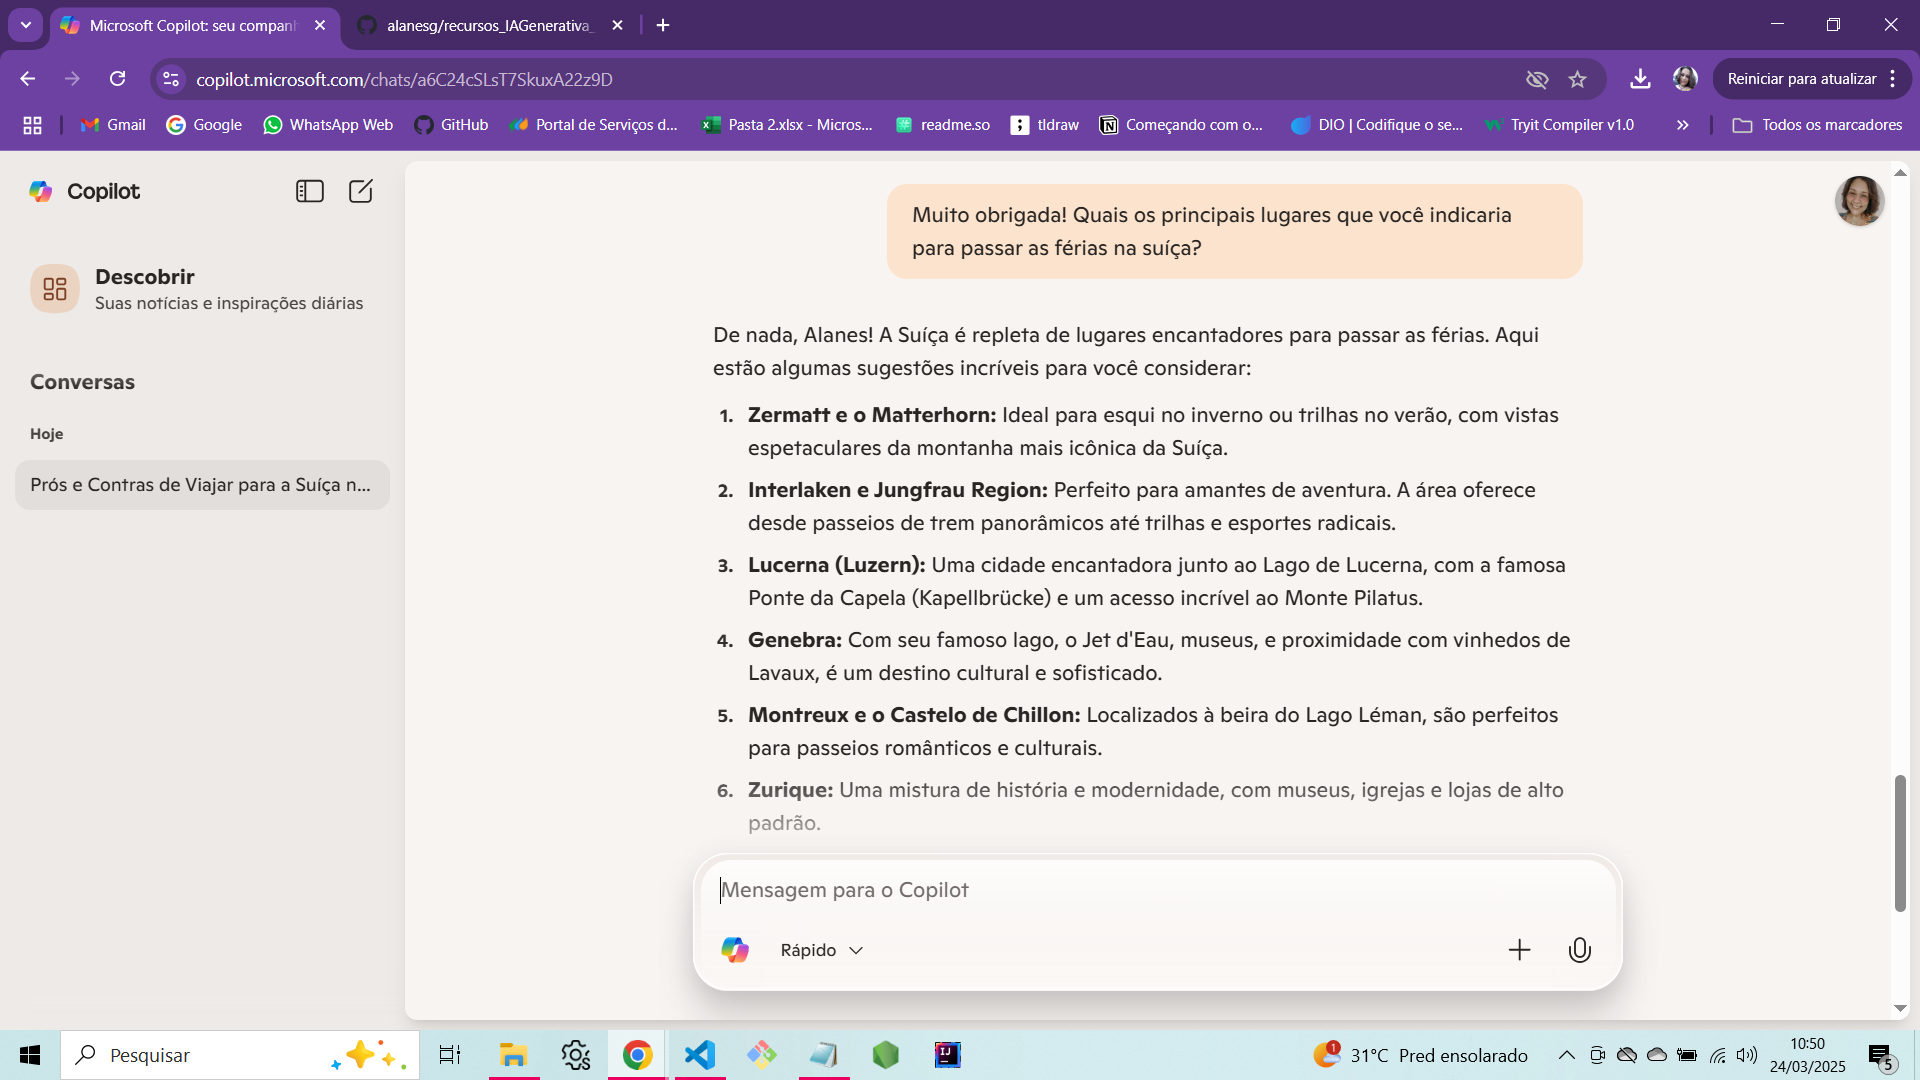 Microsoft Copilot: seu companh
alanesg/recursos_IAGenerativa_
copilot.microsoft.com/chats/a6C24cSLsT7SkuxA22z9D
Reiniciar para atualizar
Gmail
Google
WhatsApp Web
GitHub
Portal de Serviços d...
Pasta 2.xlsx - Micros...
readme.so
tldraw
Começando com o...
DIO | Codifique o se...
Tryit Compiler v1.0
Todos os marcadores
Copilot
Descobrir
Suas notícias e inspirações diárias
Conversas
Hoje
Prós e Contras de Viajar para a Suíça n...
Muito obrigada! Quais os principais lugares que você indicaria
para passar as férias na suíça?
De nada, Alanes! A Suíça é repleta de lugares encantadores para passar as férias. Aqui
estão algumas sugestões incríveis para você considerar:
1. Zermatt e o Matterhorn: Ideal para esqui no inverno ou trilhas no verão, com vistas
espetaculares da montanha mais icônica da Suíça.
2. Interlaken e Jungfrau Region: Perfeito para amantes de aventura. A área oferece
desde passeios de trem panorâmicos até trilhas e esportes radicais.
3. Lucerna (Luzern): Uma cidade encantadora junto ao Lago de Lucerna, com a famosa
Ponte da Capela (Kapellbrücke) e um acesso incrível ao Monte Pilatus.
4. Genebra: Com seu famoso lago, o Jet d'Eau, museus, e proximidade com vinhedos de
Lavaux, é um destino cultural e sofisticado.
5. Montreux e o Castelo de Chillon: Localizados à beira do Lago Léman, são perfeitos
para passeios românticos e culturais.
6. Zurique: Uma mistura de história e modernidade, com museus, igrejas e lojas de alto
padrão.
Mensagem para o Copilot
Rápido
Pesquisar
1
31°C Pred ensolarado
10:50
24/03/2025
5